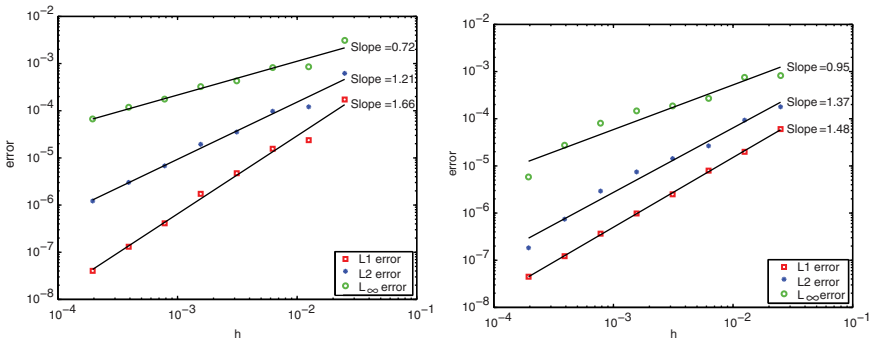 10^-2
10^-3
10^-4
10^-5
10^-6
10^-7
10^-8
error
Slope =0.72
Slope =1.21
Slope =1.66
L1 error
L2 error
L∞ error
10^-4
10^-3
10^-2
10^-1
h
10^-2
10^-3
10^-4
10^-5
10^-6
10^-7
10^-8
error
Slope =0.95
Slope =1.37
Slope =1.48
L1 error
L2 error
L∞ error
10^-4
10^-3
10^-2
10^-1
h